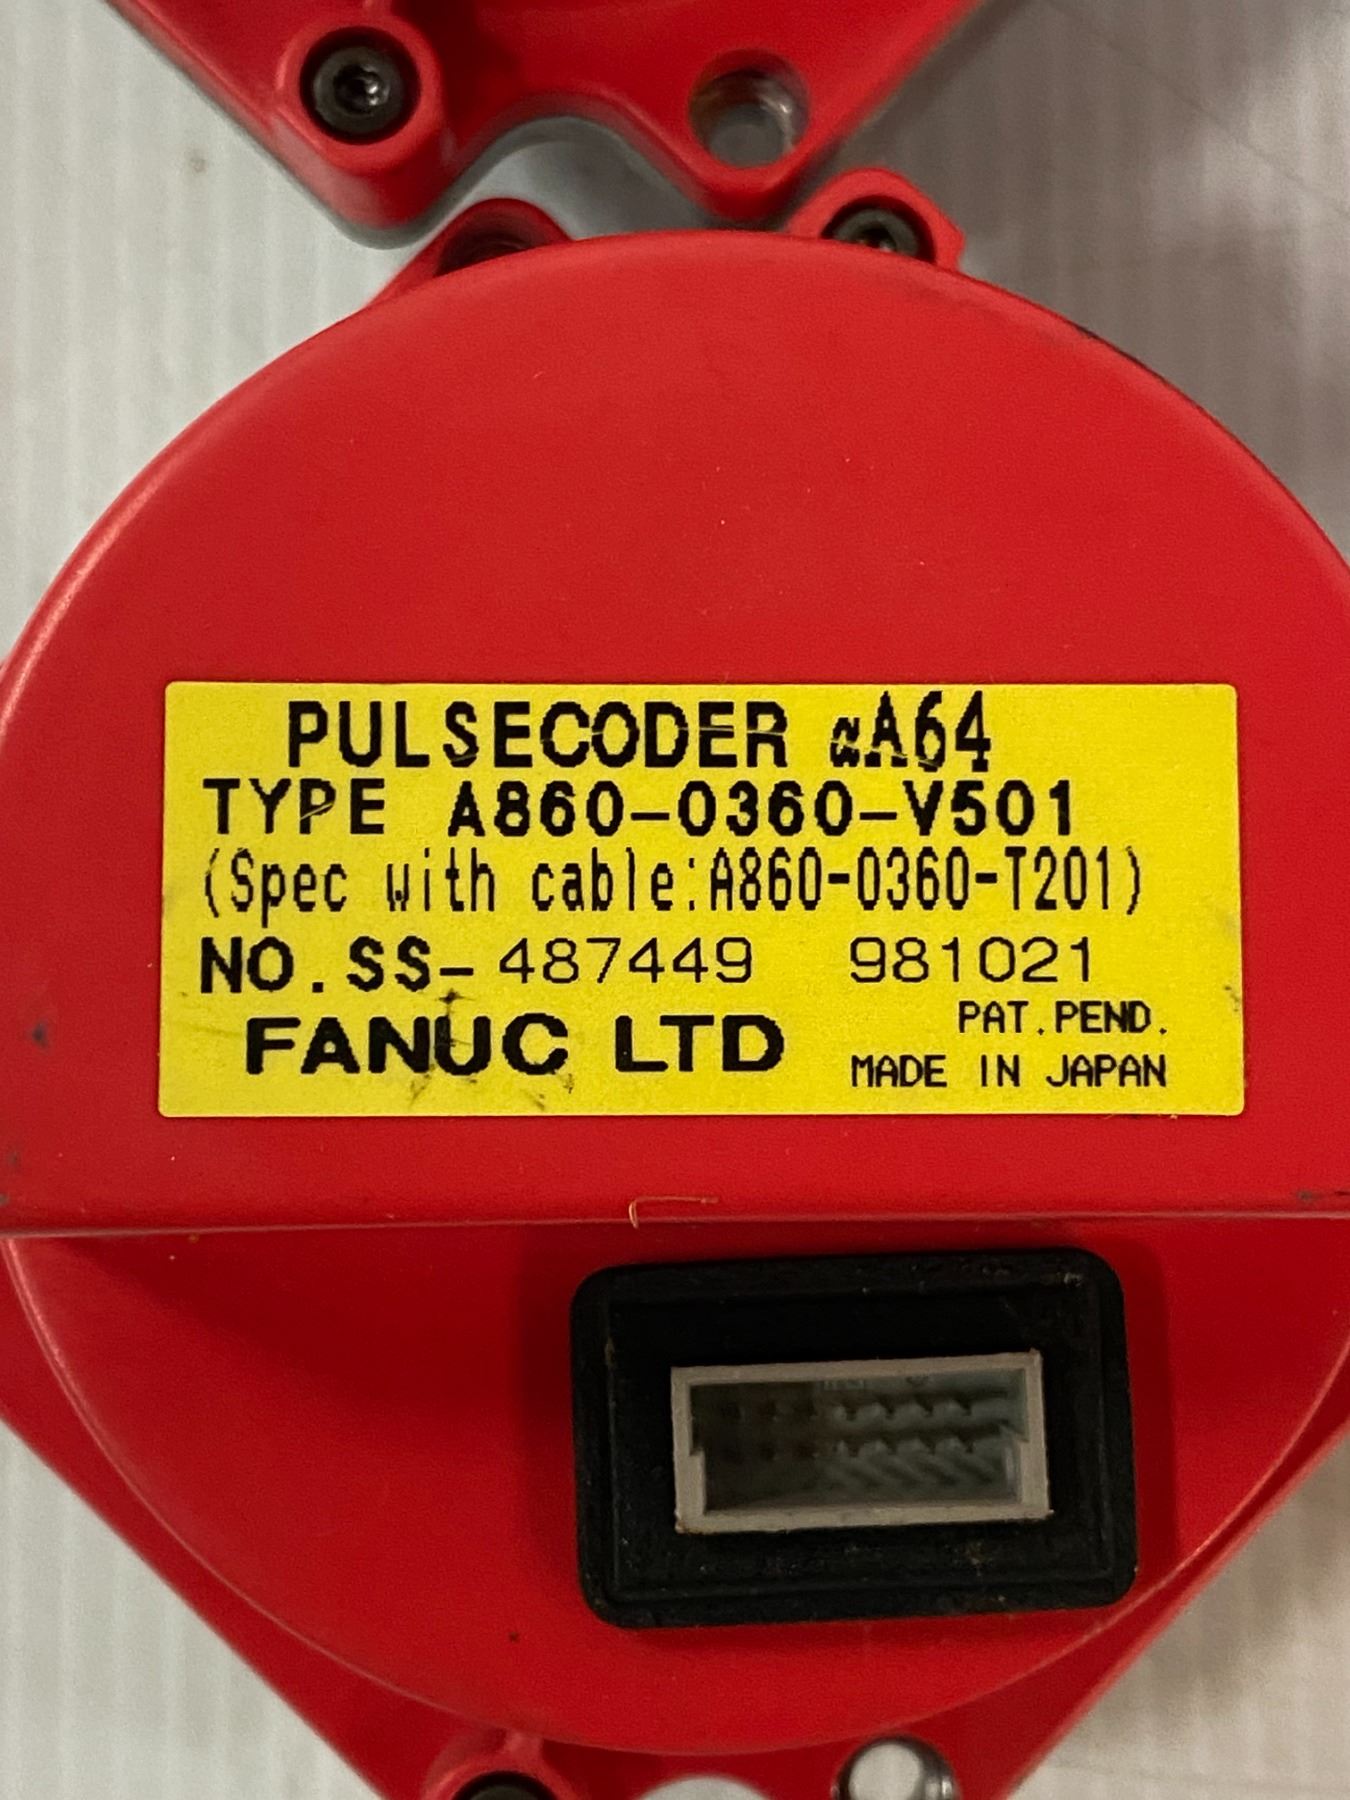 PULSECODER αA64
TYPE A860-0360-V501
(Spec with cable:A860-0360-T201)
NO.SS-487449 981021
FANUC LTD
PAT.PEND.
MADE IN JAPAN